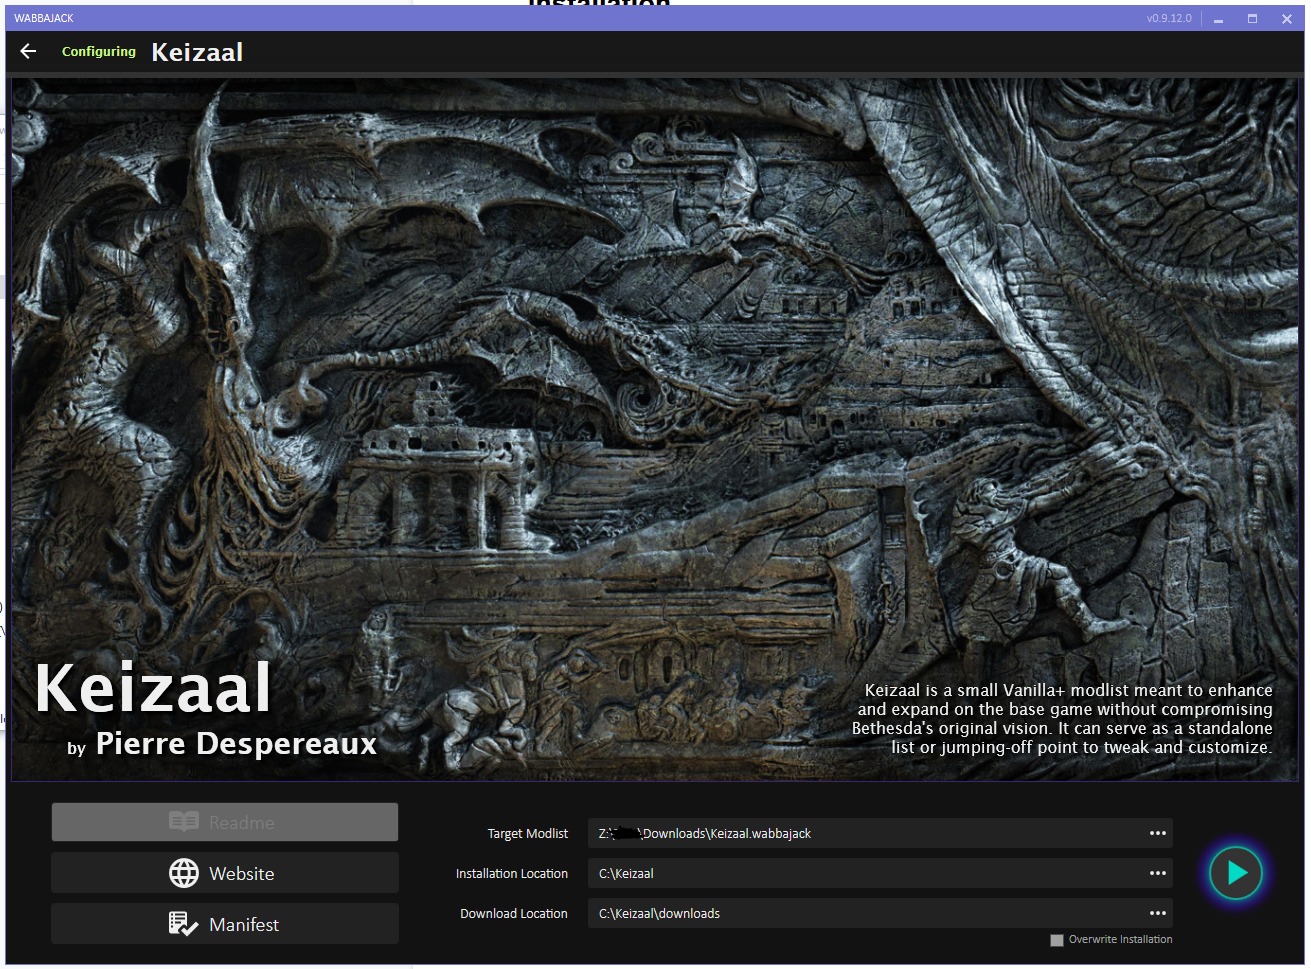 Installation
WABBAJACK
v0.9.12.0
Configuring Keizaal
Keizaal
by Pierre Despereaux
Keizaal is a small Vanilla+ modlist meant to enhance
and expand on the base game without compromising
Bethesda's original vision. It can serve as a standalone
list or jumping-off point to tweak and customize.
Readme
Website
Manifest
Target Modlist
Z:\ \Downloads\Keizaal.wabbajack
Installation Location
C:\Keizaal
Download Location
C:\Keizaal\downloads
Overwrite Installation